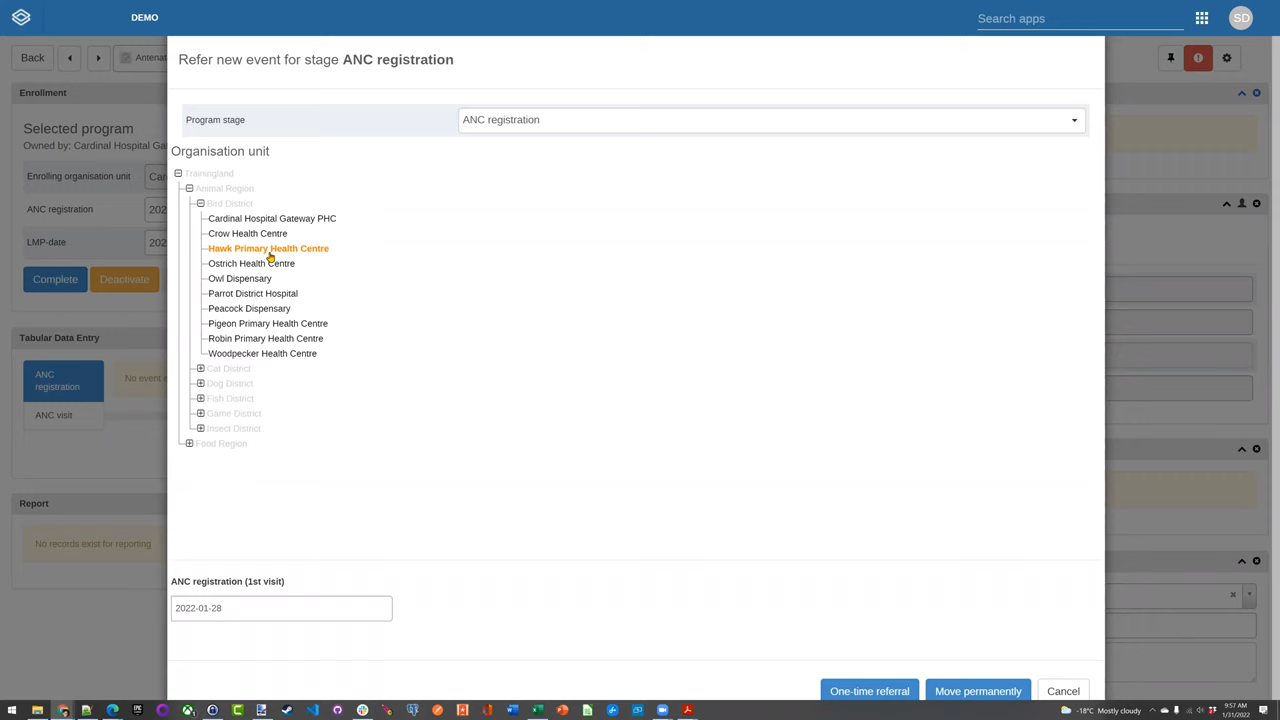 DEMO
Search apps
SD
Back
Antenat
Refer new event for stage ANC registration
Enrollment
Selected program
Owned by: Cardinal Hospital Ga
Enrolling organisation unit
Car
ANC registration
202
LMP-date
202
Complete
Deactivate
Tabular Data Entry
ANC registration
No event e
ANC visit
Report
No records exist for reporting
Program stage
ANC registration
Organisation unit
Trainingland
Animal Region
Bird District
Cardinal Hospital Gateway PHC
Crow Health Centre
Hawk Primary Health Centre
Ostrich Health Centre
Owl Dispensary
Parrot District Hospital
Peacock Dispensary
Pigeon Primary Health Centre
Robin Primary Health Centre
Woodpecker Health Centre
Cat District
Dog District
Fish District
Game District
Insect District
Food Region
ANC registration (1st visit)
2022-01-28
One-time referral
Move permanently
Cancel
-18°C Mostly cloudy
9:57 AM
1/31/2022